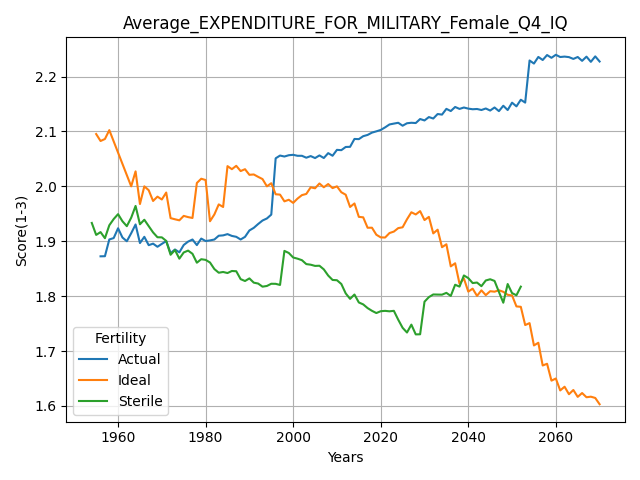 Average_EXPENDITURE_FOR_MILITARY_Female_Q4_IQ
Score(1-3)
2.2
2.1
2.0
1.9
1.8
1.7
1.6
Fertility
Actual
Ideal
Sterile
1960 1980 2000 2020 2040 2060
Years